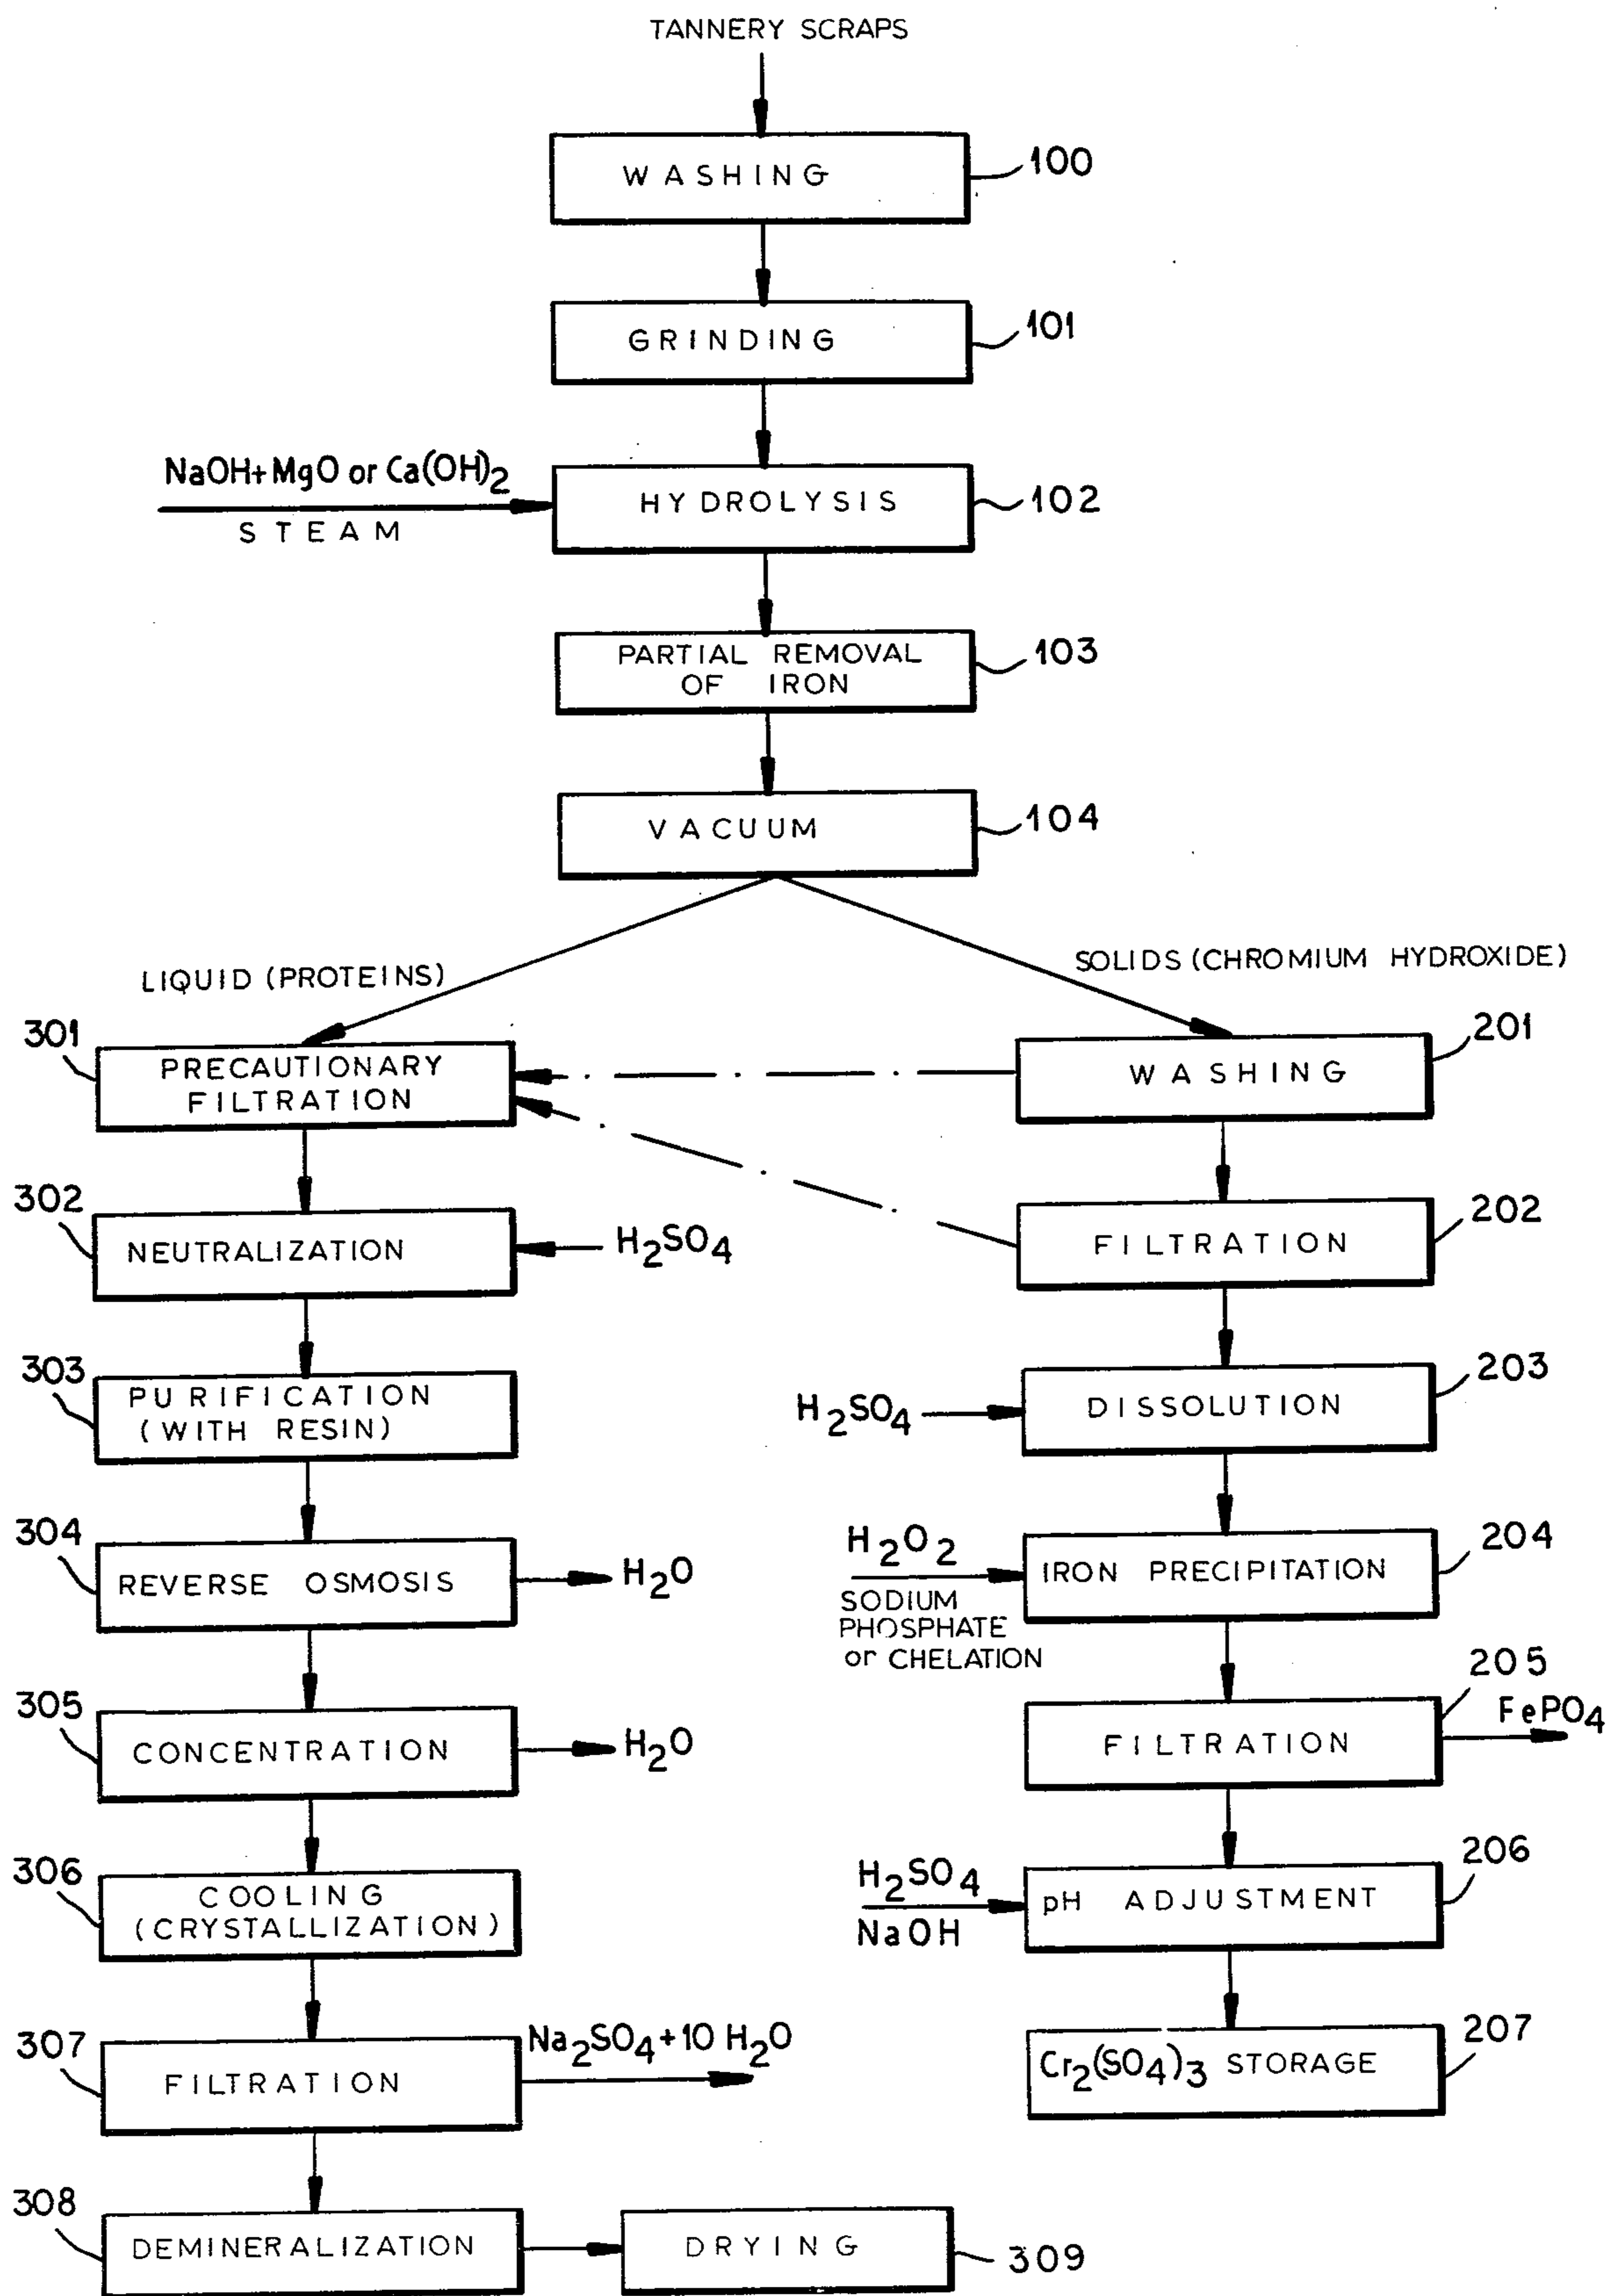 TANNERY SCRAPS
WASHING
100
GRINDING
101
NaOH+MgO or Ca(OH)2
STEAM
HYDROLYSIS
102
PARTIAL REMOVAL
OF IRON
103
VACUUM
104
LIQUID (PROTEINS)
SOLIDS (CHROMIUM HYDROXIDE)
301
PRECAUTIONARY
FILTRATION
201
WASHING
302
NEUTRALIZATION
H2SO4
202
FILTRATION
303
PURIFICATION
(WITH RESIN)
H2SO4
DISSOLUTION
203
304
REVERSE OSMOSIS
H2O
H2O2
SODIUM
PHOSPHATE
or CHELATION
IRON PRECIPITATION
204
305
CONCENTRATION
H2O
FILTRATION
205
FePO4
306
COOLING
(CRYSTALLIZATION)
H2SO4
NaOH
pH ADJUSTMENT
206
307
FILTRATION
Na2SO4+10 H2O
Cr2(SO4)3 STORAGE
207
308
DEMINERALIZATION
DRYING
309